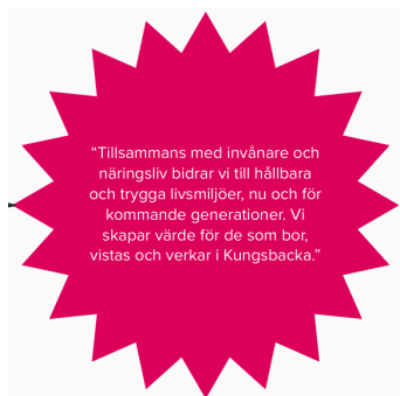 “Tillsammans med invånare och
näringsliv bidrar vi till hållbara
och trygga livsmiljöer, nu och för
kommande generationer. Vi
skapar värde för de som bor,
vistas och verkar i Kungsbacka.”